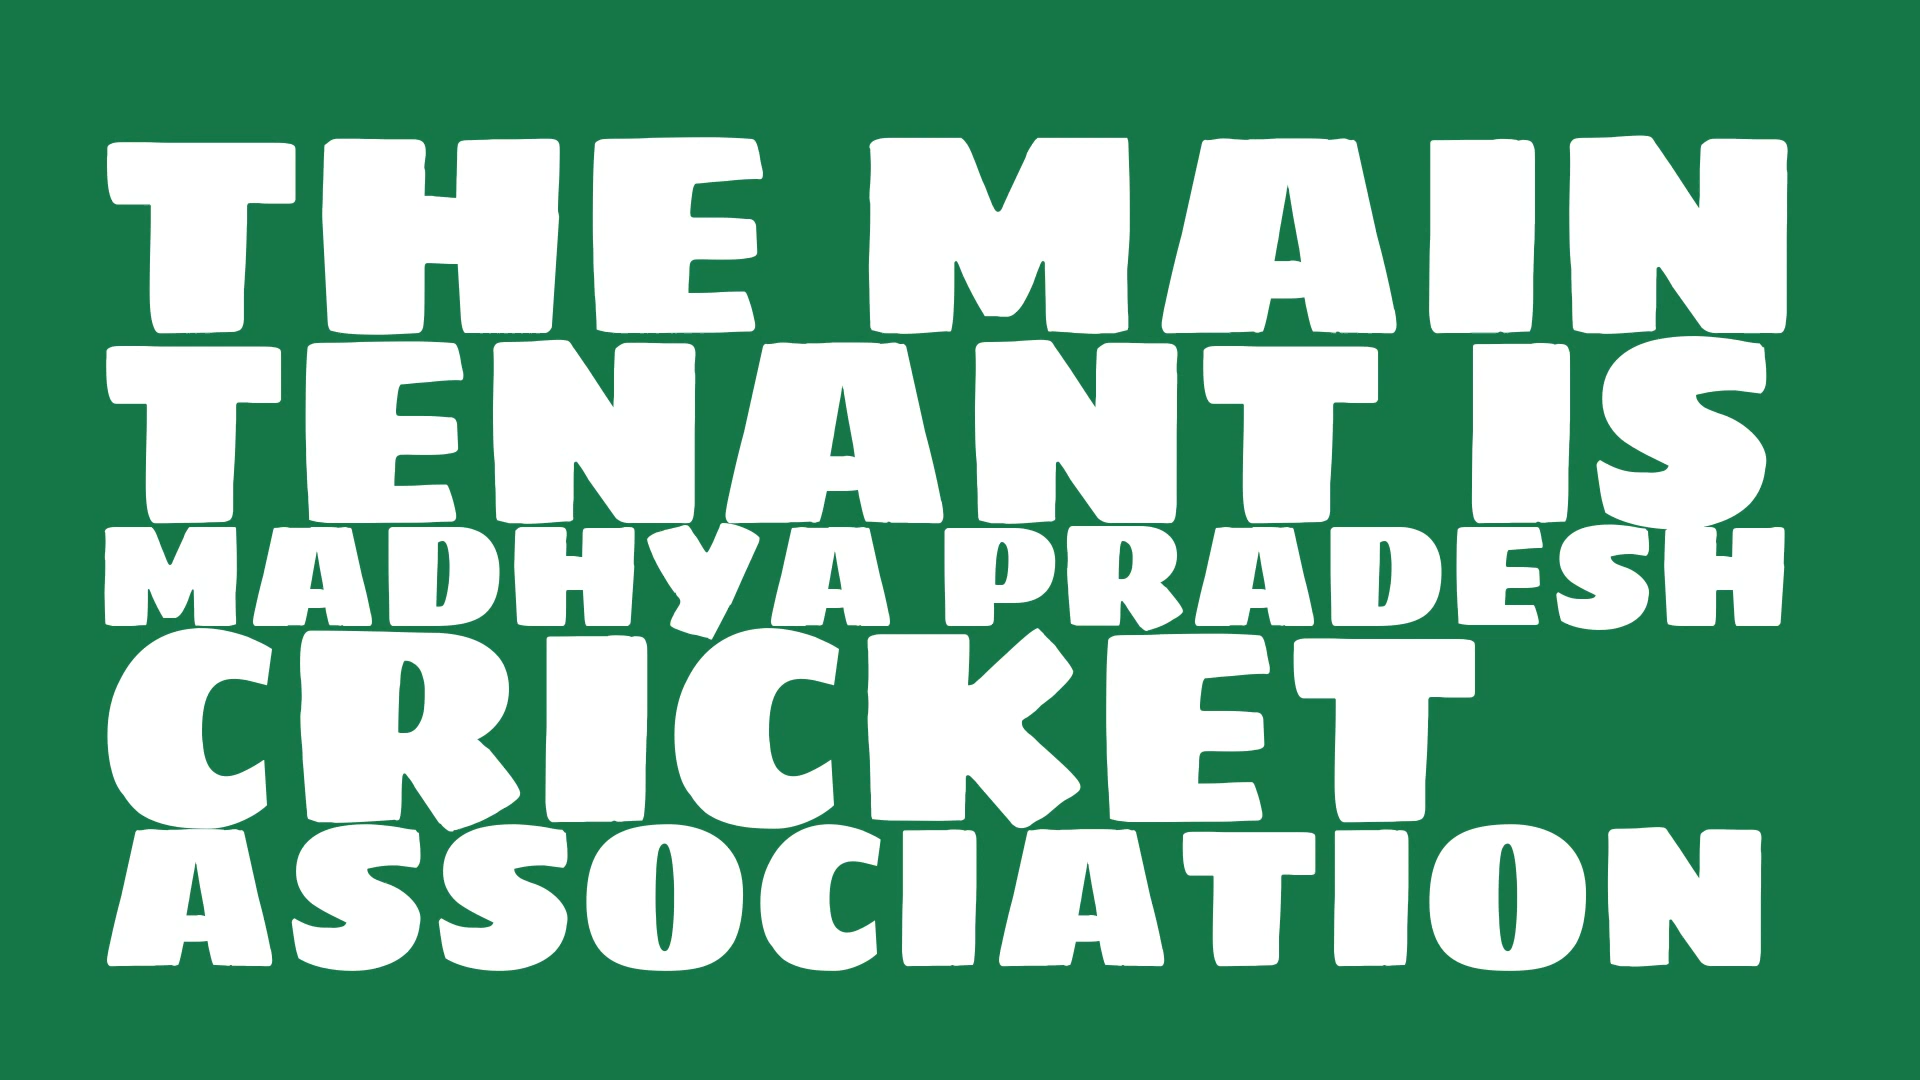 THE MAIN
TENANT IS
MADHYA PRADESH
CRICKET
ASSOCIATION